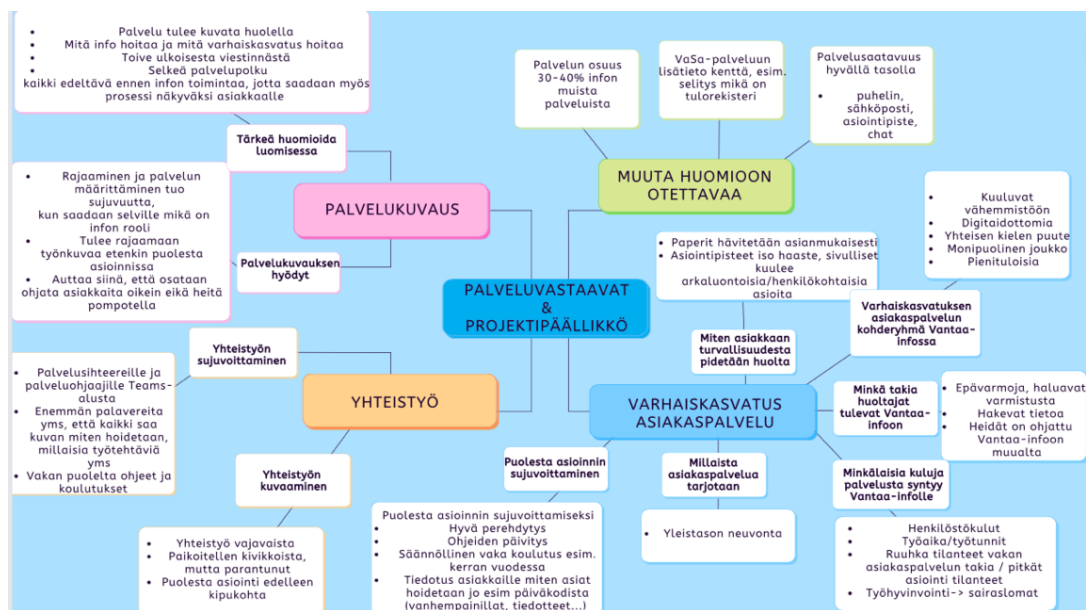 Palvelu tulee kuvata huolella
Mitä info hoitaa ja mitä varhaiskasvatus hoitaa
Toive ulkoisesta viestinnästä
Selkeä palvelupolku
kaikki edeltävä ennen infon toimintaa, jotta saadaan myös
prosessi näkyväksi asiakkaalle
Tärkeä huomioida
luomisessa
PALVELUKUVAUS
Rajaaminen ja palvelun
määrittäminen tuo
sujuvuutta,
kun saadaan selville mikä on
infon rooli
Tulee rajaamaan
työnkuvaa etenkin puolesta
asioinnissa
Auttaa siinä, että osataan
ohjata asiakkaita oikein eikä heitä
pompotella
Palvelukuvauksen
hyödyt
Palvelun osuus
30-40% infon
muista
palveluista
VaSa-palveluun
lisätieto kenttä, esim.
selitys mikä on
tulorekisteri
Palvelusaatavuus
hyvällä tasolla
puhelin,
sähköposti,
asiointipiste,
chat
MUUTA HUOMIOON
OTETTAVAA
PALVELUVASTAAVAT
&
PROJEKTIPÄÄLLIKKÖ
Paperit hävitetään asianmukaisesti
Asiointipisteet iso haaste, sivulliset
kuulee
arkaluontoisia/henkilökohtaisia
asioita
Miten asiakkaan
turvallisuudesta
pidetään huolta
Kuuluvat
vähemmistöön
Digitaidottomia
Yhteisen kielen puute
Monipuolinen joukko
Pienituloisia
Varhaiskasvatuksen
asiakaspalvelun
kohderyhmä Vantaa-
infossa
VARHAISKASVATUS
ASIAKASPALVELU
Minkä takia
huoltajat
tulevat Vantaa-
infoon
Epävarmoja, haluavat
varmistusta
Hakevat tietoa
Heidät on ohjattu
Vantaa-infoon
muualta
Yhteistyön
sujuvoittaminen
Palvelusihteereille ja
palveluohjaajille Teams-
alusta
Enemmän palavereita
yms, että kaikki saa
kuvan miten hoidetaan,
millaisia työtehtäviä
yms
Vakan puolelta ohjeet ja
koulutukset
YHTEISTYÖ
Yhteistyön
kuvaaminen
Yhteistyö vajavaista
Paikoitellen kivikkoista,
mutta parantunut
Puolesta asiointi edelleen
kipukohta
Puolesta asioinnin
sujuvoittaminen
Puolesta asioinnin sujuvoittamiseksi
Hyvä perehdytys
Ohjeiden päivitys
Säännöllinen vaka koulutus esim.
kerran vuodessa
Tiedotus asiakkaille miten asiat
hoidetaan jo esim päiväkodista
(vanhempainillat, tiedotteet...)
Millaista
asiakaspalvelua
tarjotaan
Yleistason neuvonta
Minkälaisia kuluja
palvelusta syntyy
Vantaa-infolle
Henkilöstökulut
Työaika/työtunnit
Ruuhka tilanteet vakan
asiakaspalvelun takia / pitkät
asiointi tilanteet
Työhyvinvointi-> sairaslomat